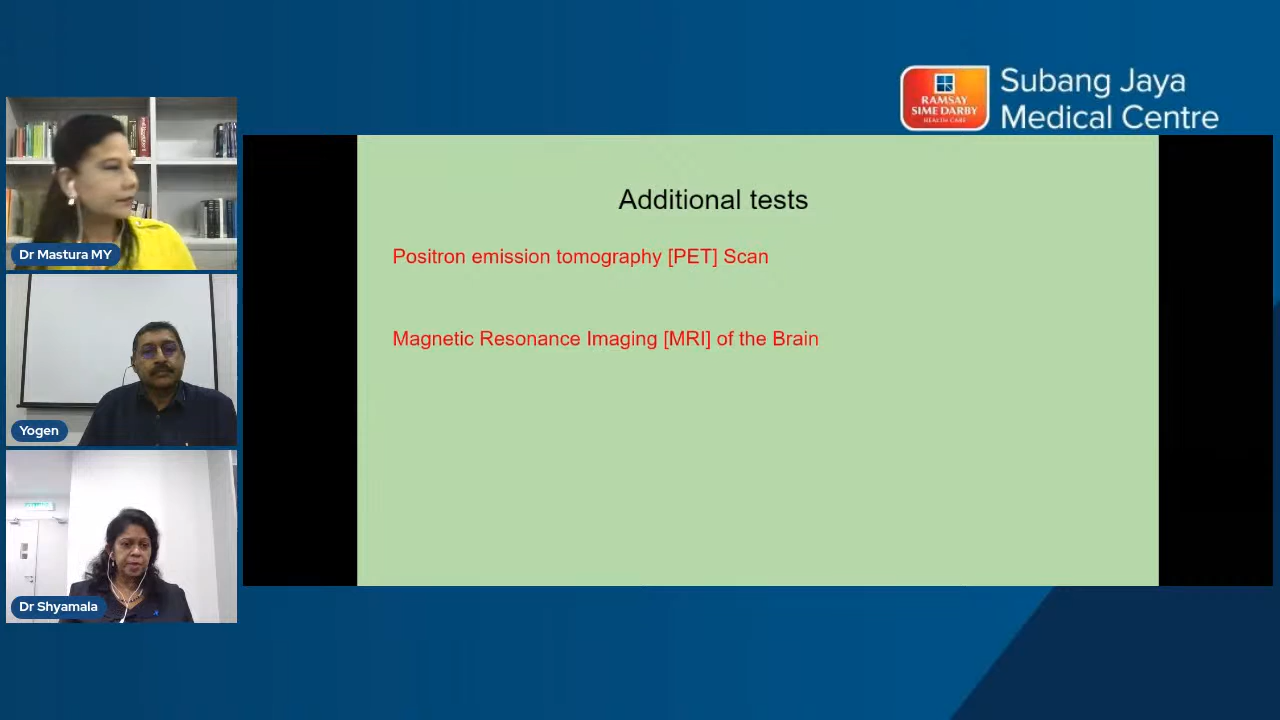 RAMSAY
SIME DARBY
HEALTH CARE
Subang Jaya
Medical Centre
Dr Mastura MY
Yogen
Dr Shyamala
Additional tests
Positron emission tomography [PET] Scan
Magnetic Resonance Imaging [MRI] of the Brain